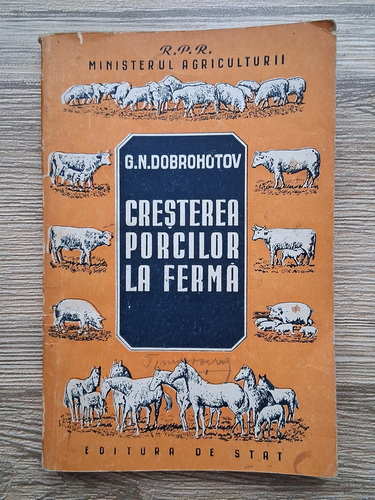 R.P.R.
MINISTERUL AGRICULTURII
G.N.DOBROHOTOV
CREȘTEREA
PORCILOR
LA FERMĂ
EDITURA DE STAT